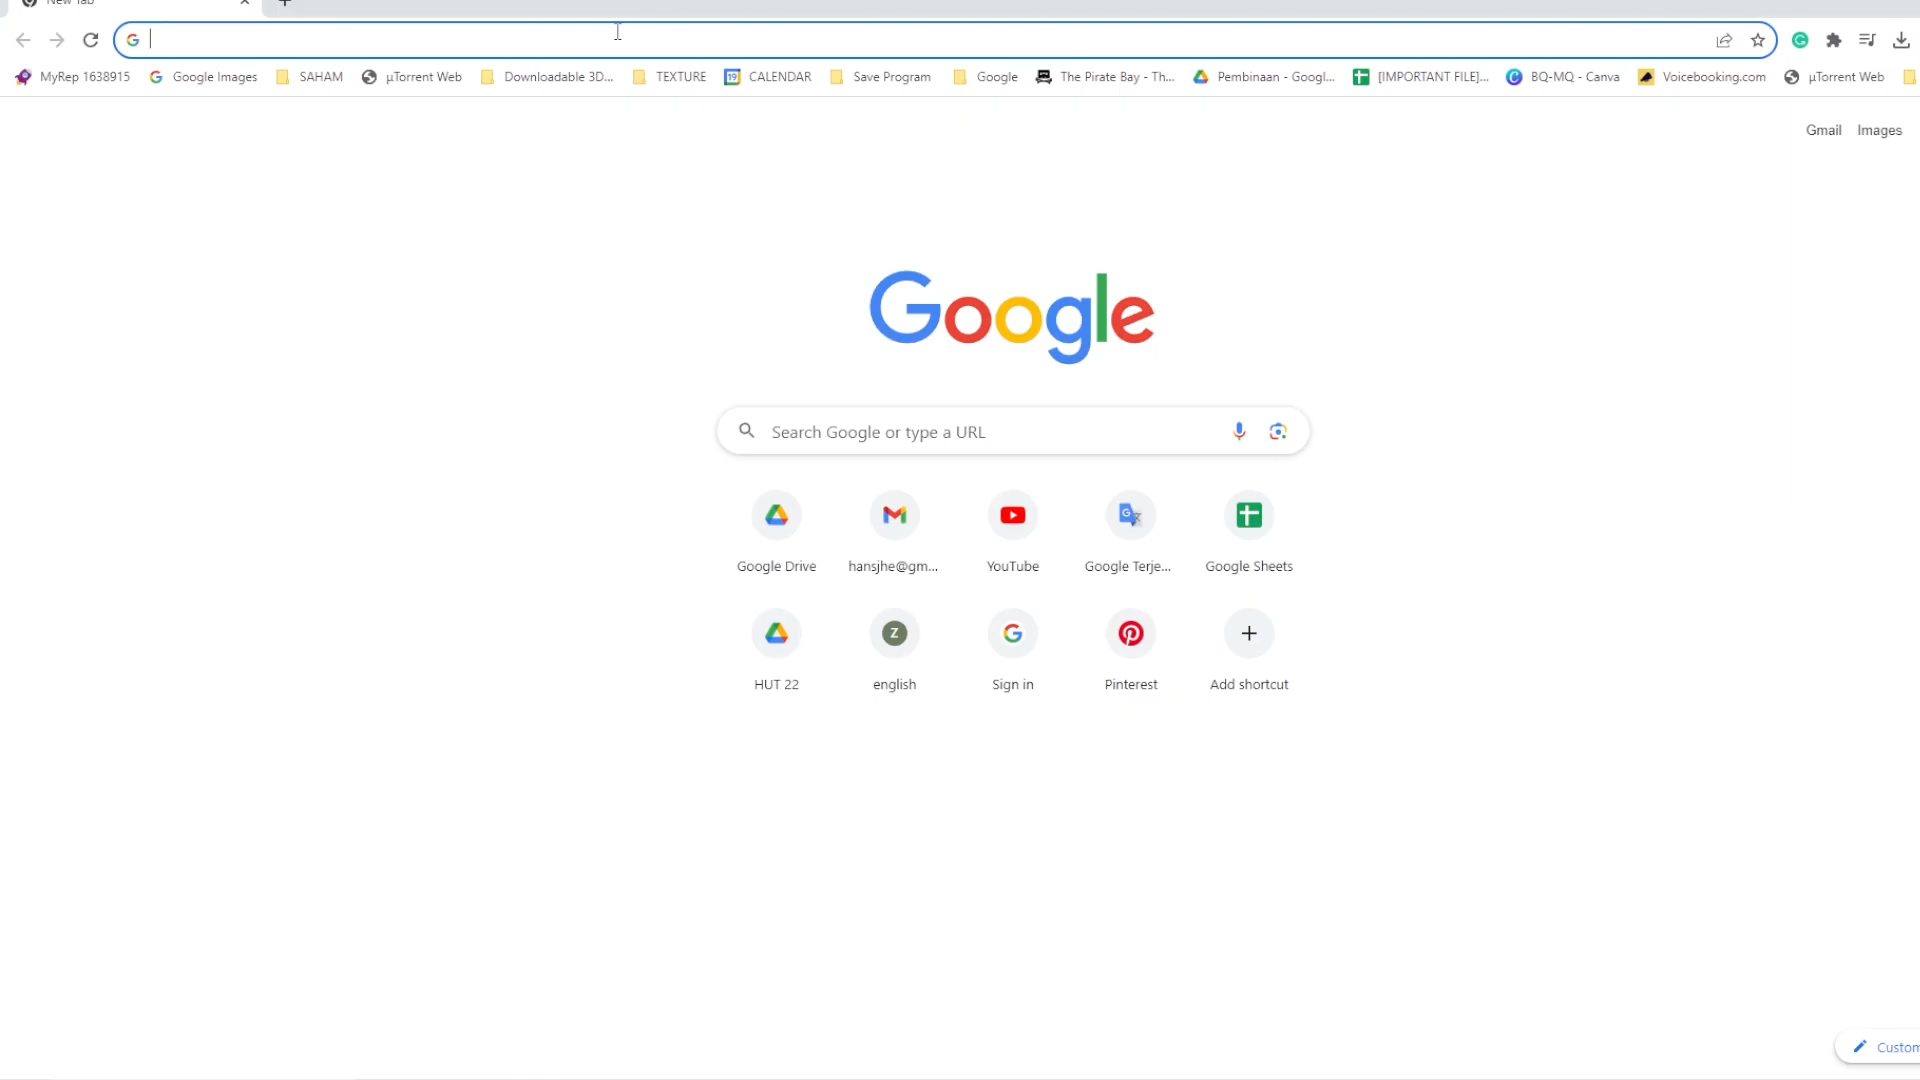 New Tab
MyRep 1638915 Google Images SAHAM µTorrent Web Downloadable 3D... TEXTURE 19 CALENDAR Save Program Google The Pirate Bay - Th... Pembinaan - Googl... [IMPORTANT FILE]... BQ-MQ - Canva Voicebooking.com µTorrent Web
Gmail Images
Google
Search Google or type a URL
Google Drive hansjhe@gm... YouTube Google Terje... Google Sheets
Z
HUT 22 english Sign in Pinterest Add shortcut
Custom